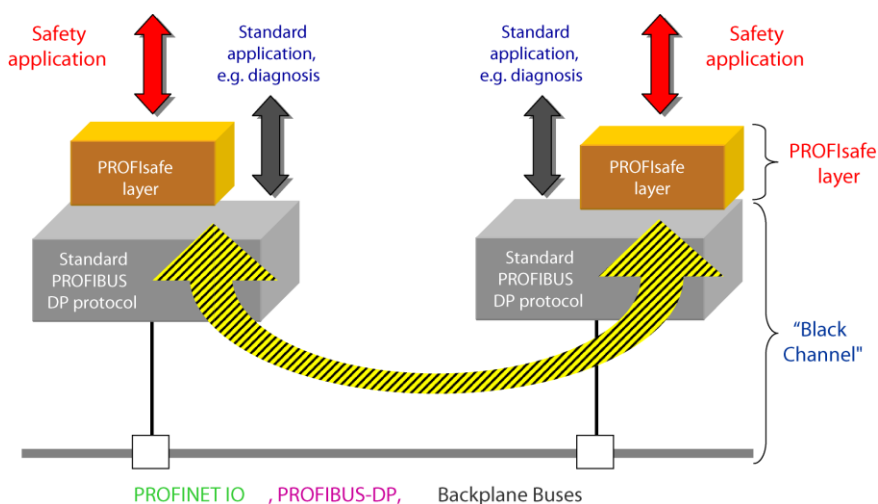 Safety
application
Standard
application,
e.g. diagnosis
Standard
application,
e.g. diagnosis
Safety
application
PROFIsafe
layer
PROFIsafe
layer
PROFIsafe
layer
Standard
PROFIBUS
DP protocol
Standard
PROFIBUS
DP protocol
“Black
Channel"
PROFINET IO , PROFIBUS-DP, Backplane Buses